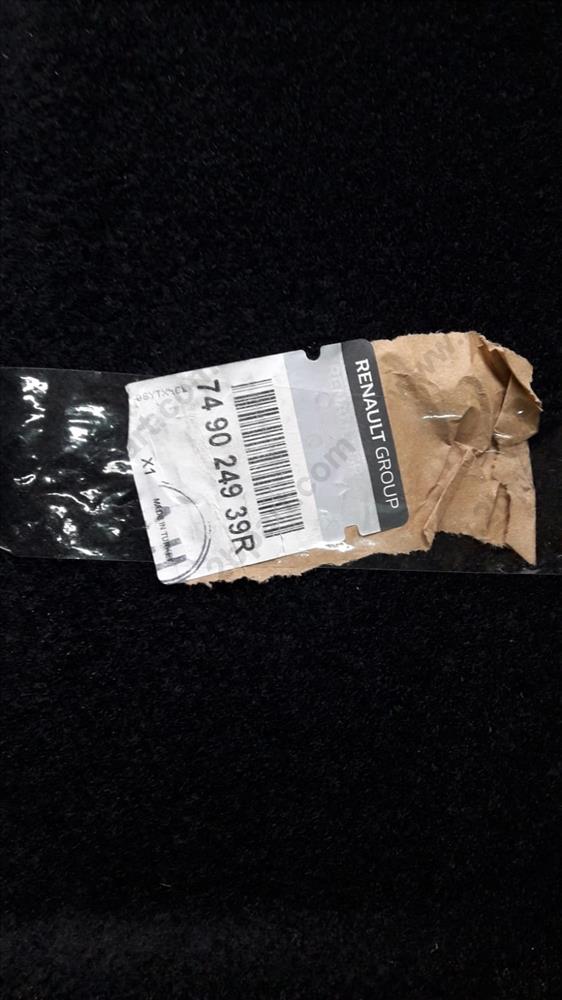 RENAULT GROUP
74 90 249 39R
X1
MADE IN TURKEY